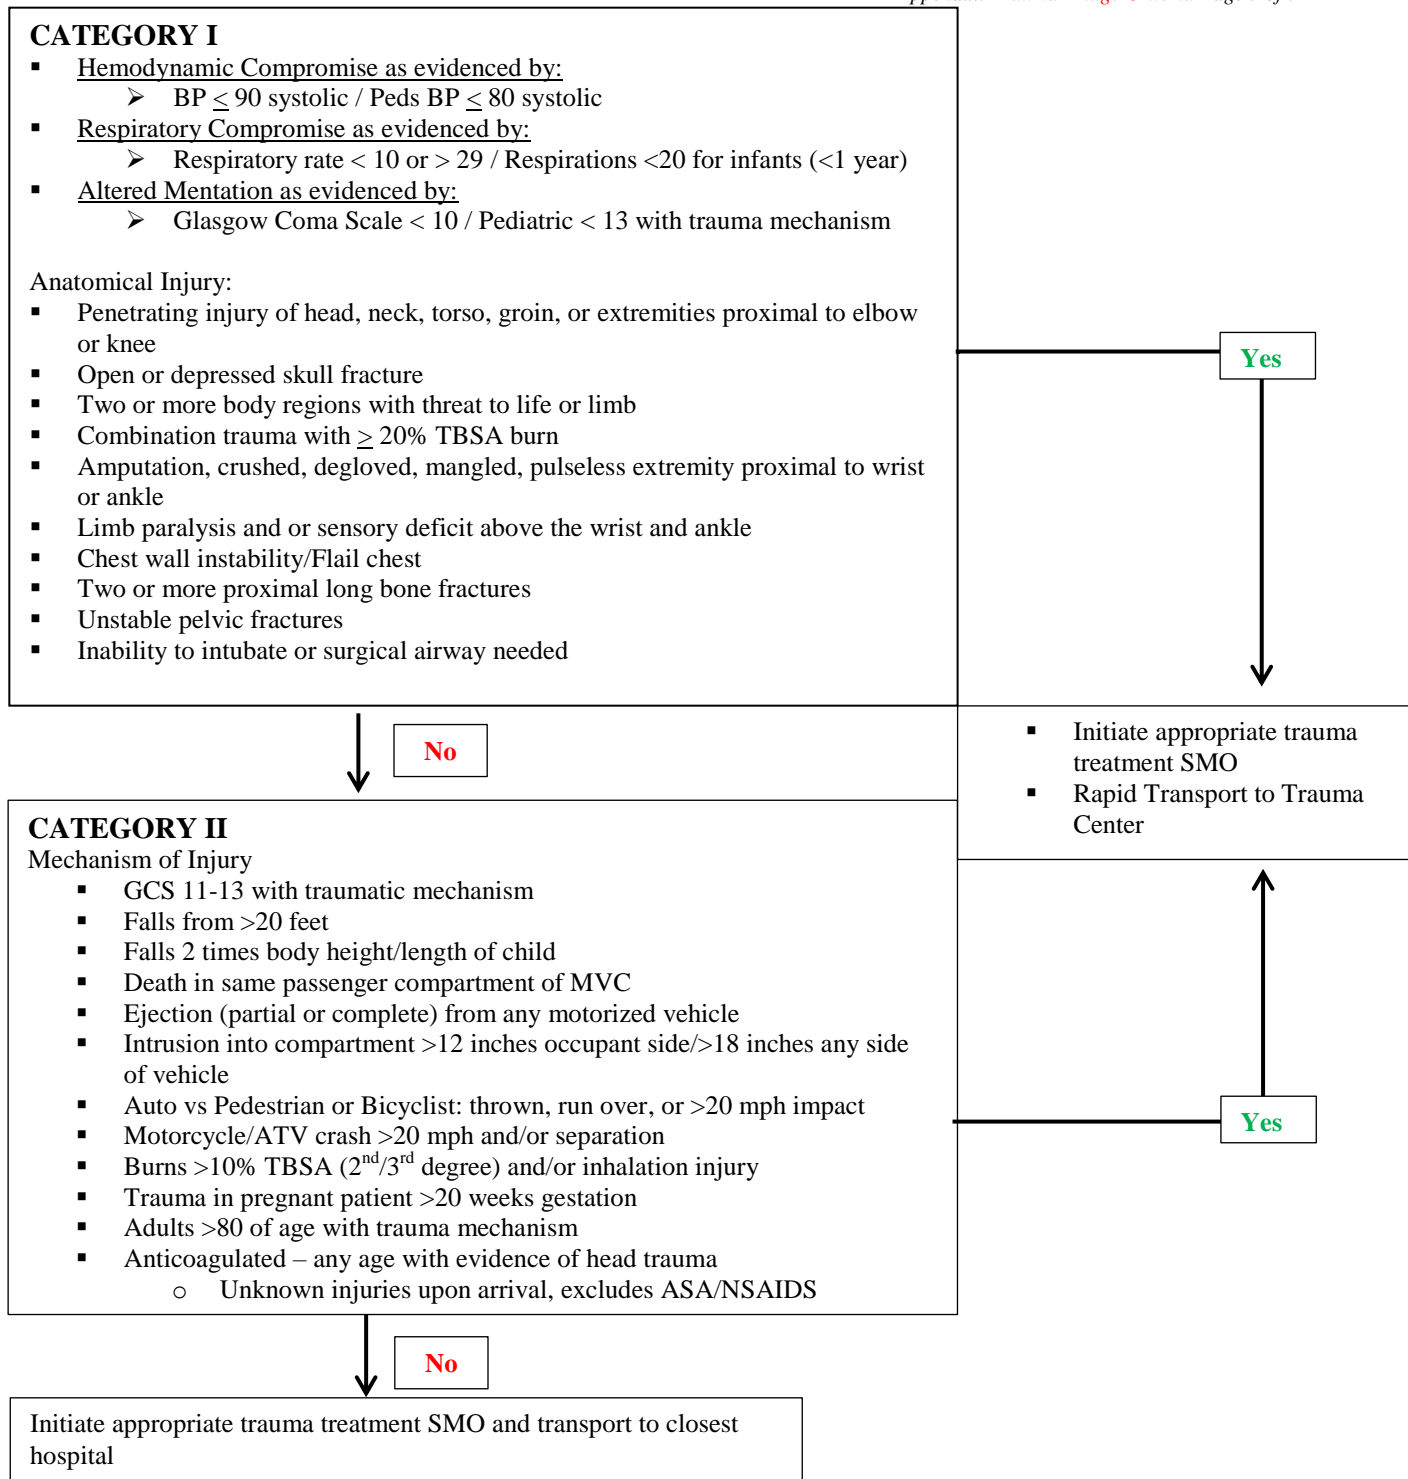 CATEGORY I
▪ Hemodynamic Compromise as evidenced by:
➢ BP < 90 systolic / Peds BP < 80 systolic
▪ Respiratory Compromise as evidenced by:
➢ Respiratory rate < 10 or > 29 / Respirations <20 for infants (<1 year)
▪ Altered Mentation as evidenced by:
➢ Glasgow Coma Scale < 10 / Pediatric < 13 with trauma mechanism
Anatomical Injury:
▪ Penetrating injury of head, neck, torso, groin, or extremities proximal to elbow
or knee
▪ Open or depressed skull fracture
▪ Two or more body regions with threat to life or limb
▪ Combination trauma with > 20% TBSA burn
▪ Amputation, crushed, degloved, mangled, pulseless extremity proximal to wrist
or ankle
▪ Limb paralysis and or sensory deficit above the wrist and ankle
▪ Chest wall instability/Flail chest
▪ Two or more proximal long bone fractures
▪ Unstable pelvic fractures
▪ Inability to intubate or surgical airway needed
Yes
No
▪ Initiate appropriate trauma
treatment SMO
▪ Rapid Transport to Trauma
Center
CATEGORY II
Mechanism of Injury
▪ GCS 11-13 with traumatic mechanism
▪ Falls from >20 feet
▪ Falls 2 times body height/length of child
▪ Death in same passenger compartment of MVC
▪ Ejection (partial or complete) from any motorized vehicle
▪ Intrusion into compartment >12 inches occupant side/>18 inches any side
of vehicle
▪ Auto vs Pedestrian or Bicyclist: thrown, run over, or >20 mph impact
▪ Motorcycle/ATV crash >20 mph and/or separation
▪ Burns >10% TBSA (2nd/3rd degree) and/or inhalation injury
▪ Trauma in pregnant patient >20 weeks gestation
▪ Adults >80 of age with trauma mechanism
▪ Anticoagulated – any age with evidence of head trauma
o Unknown injuries upon arrival, excludes ASA/NSAIDS
Yes
No
Initiate appropriate trauma treatment SMO and transport to closest
hospital